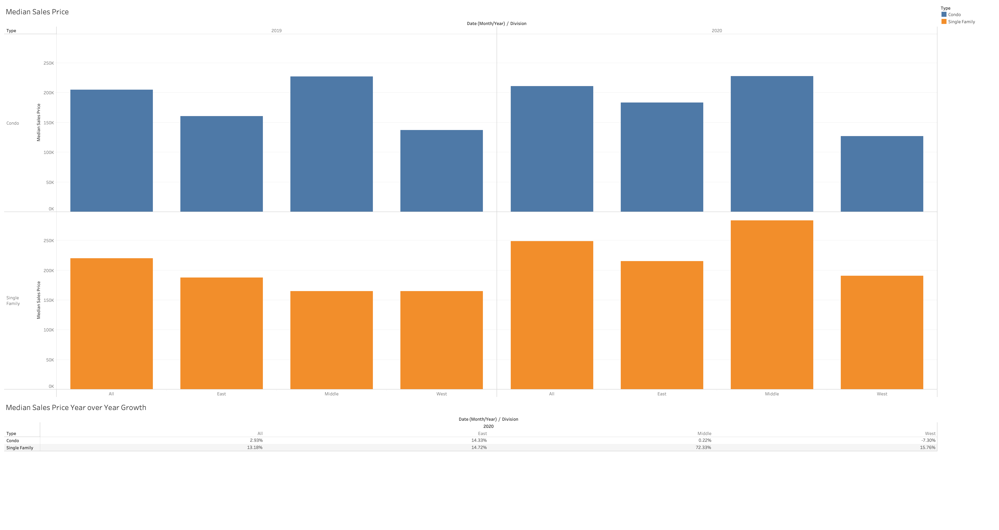 Median Sales Price
Type
Condo
Single Family
Date (Month/Year) / Division
Type
2019
2020
Condo
Median Sales Price
250K
200K
150K
100K
50K
0K
Single
Family
Median Sales Price
250K
200K
150K
100K
50K
0K
All East Middle West All East Middle West
Median Sales Price Year over Year Growth
Date (Month/Year) / Division
2020
Type All East Middle West
Condo 2.93% 14.33% 0.22% -7.30%
Single Family 13.18% 14.72% 72.33% 15.76%